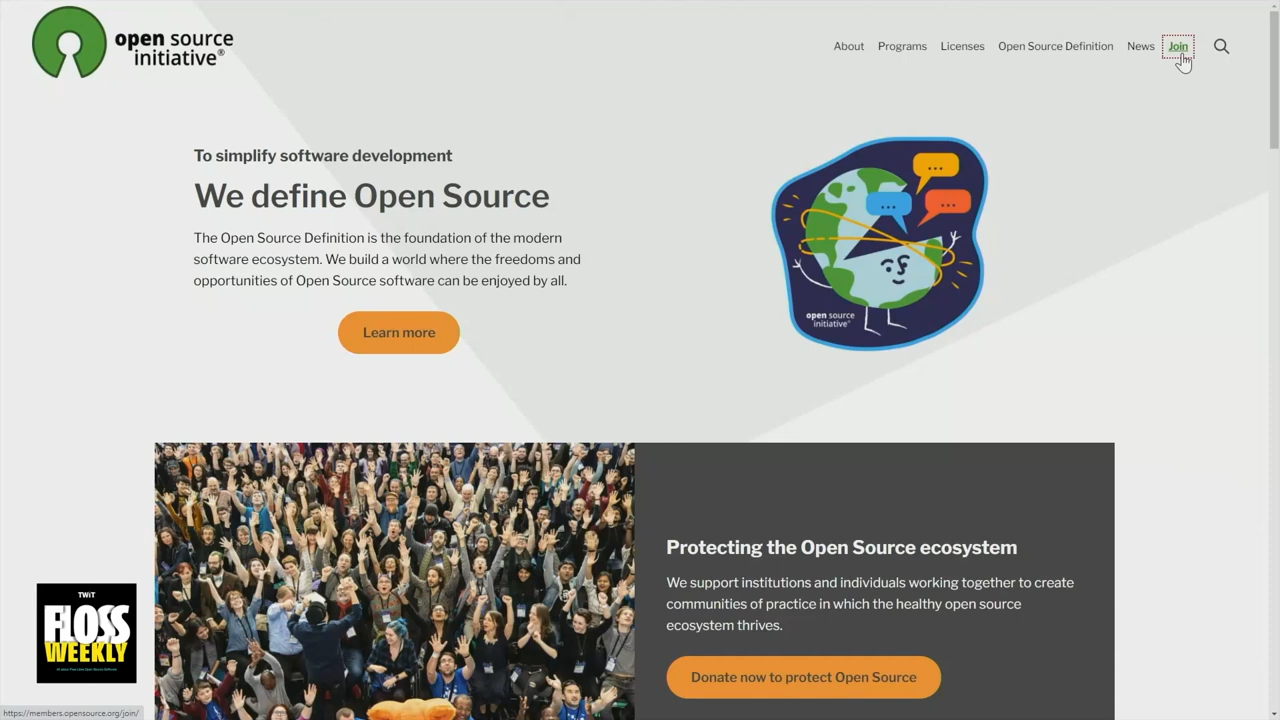 open source
initiative®
About Programs Licenses Open Source Definition News Join
To simplify software development
We define Open Source
The Open Source Definition is the foundation of the modern
software ecosystem. We build a world where the freedoms and
opportunities of Open Source software can be enjoyed by all.
Learn more
...
...
...
open source
initiative®
Protecting the Open Source ecosystem
We support institutions and individuals working together to create
communities of practice in which the healthy open source
ecosystem thrives.
Donate now to protect Open Source
TWiT
FLOSS
WEEKLY
https://members.opensource.org/join/